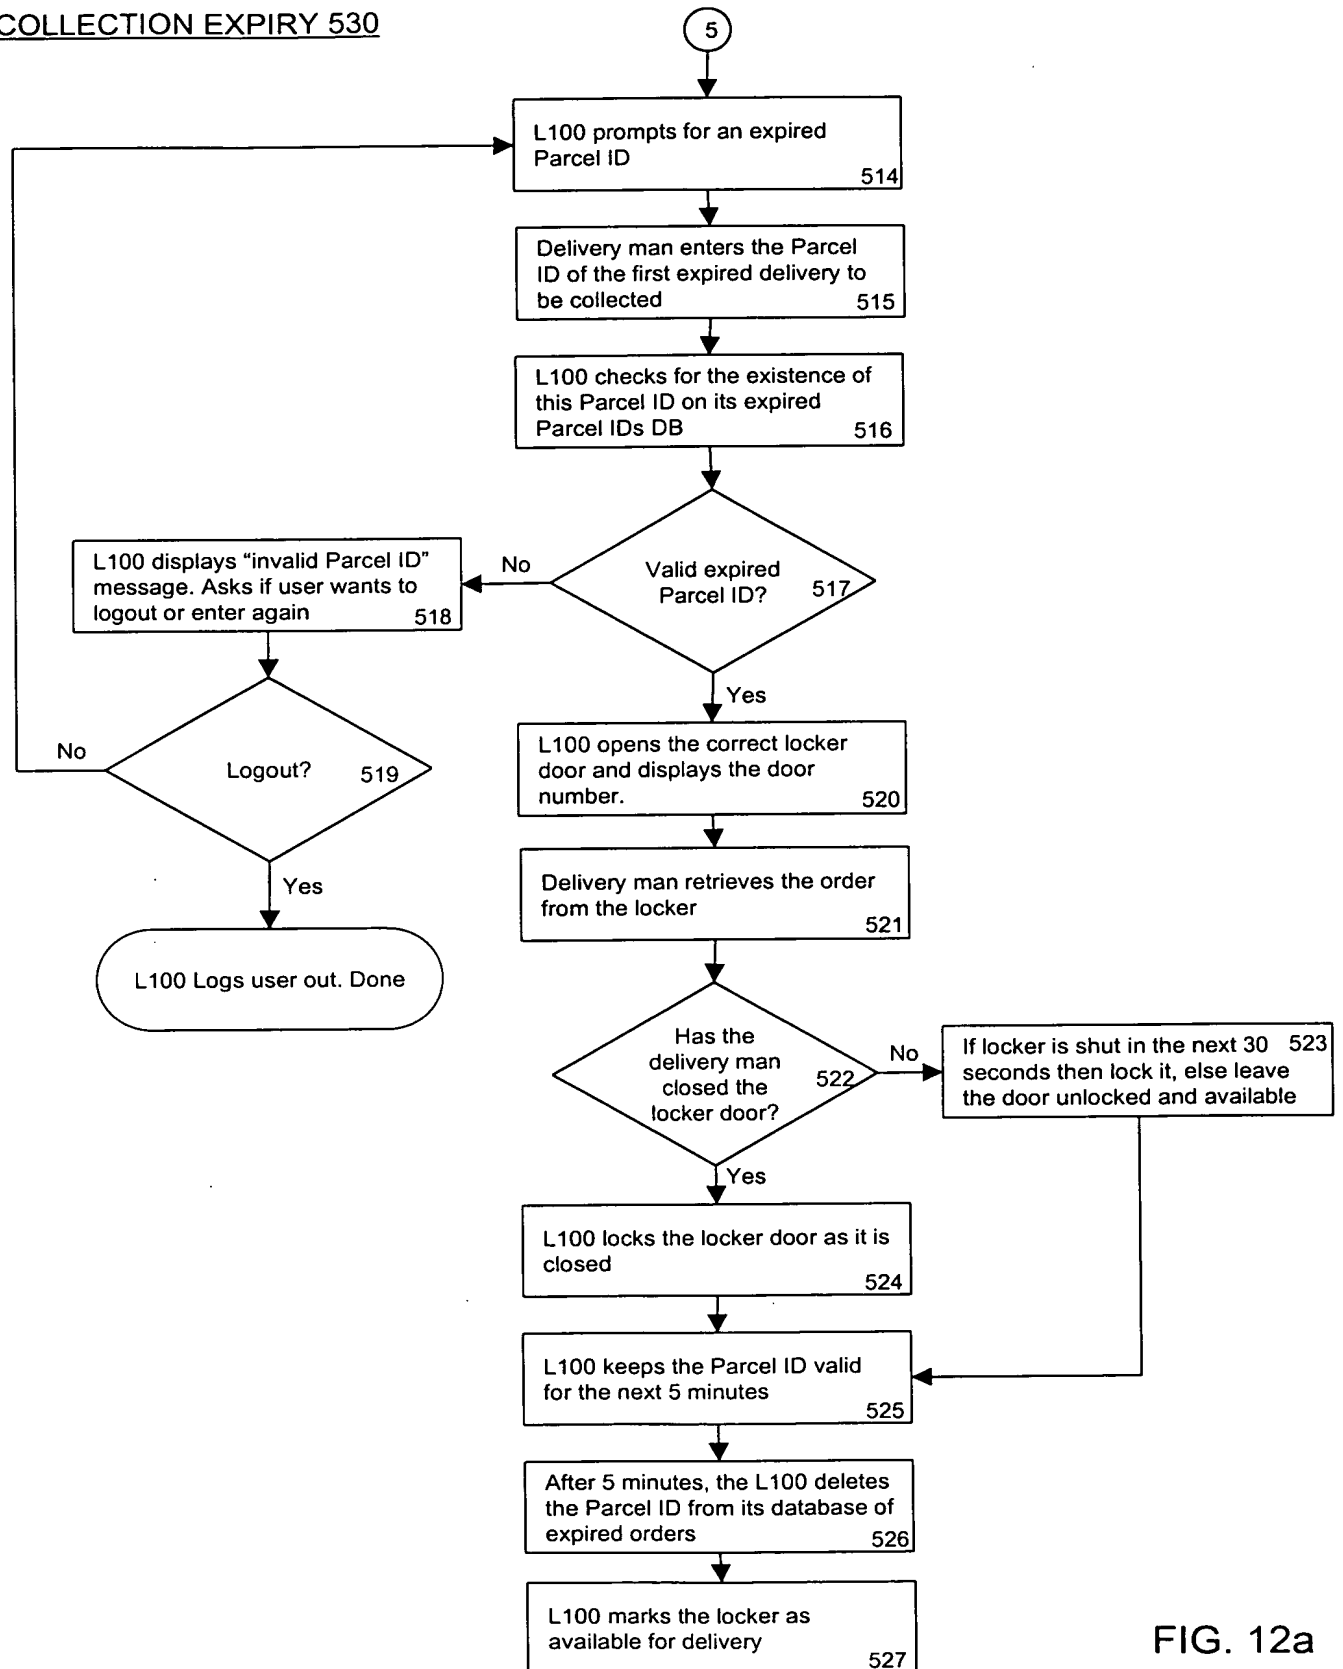 COLLECTION EXPIRY 530
5
L100 prompts for an expired
Parcel ID
514
Delivery man enters the Parcel
ID of the first expired delivery to
be collected 515
L100 checks for the existence of
this Parcel ID on its expired
Parcel IDs DB 516
Valid expired
Parcel ID? 517
No
L100 displays “invalid Parcel ID”
message. Asks if user wants to
logout or enter again 518
Logout? 519
No
Yes
L100 Logs user out. Done
Yes
L100 opens the correct locker
door and displays the door
number. 520
Delivery man retrieves the order
from the locker
521
Has the
delivery man
closed the
locker door?
522
No
If locker is shut in the next 30 523
seconds then lock it, else leave
the door unlocked and available
Yes
L100 locks the locker door as it is
closed
524
L100 keeps the Parcel ID valid
for the next 5 minutes
525
After 5 minutes, the L100 deletes
the Parcel ID from its database of
expired orders 526
L100 marks the locker as
available for delivery
527
FIG. 12a